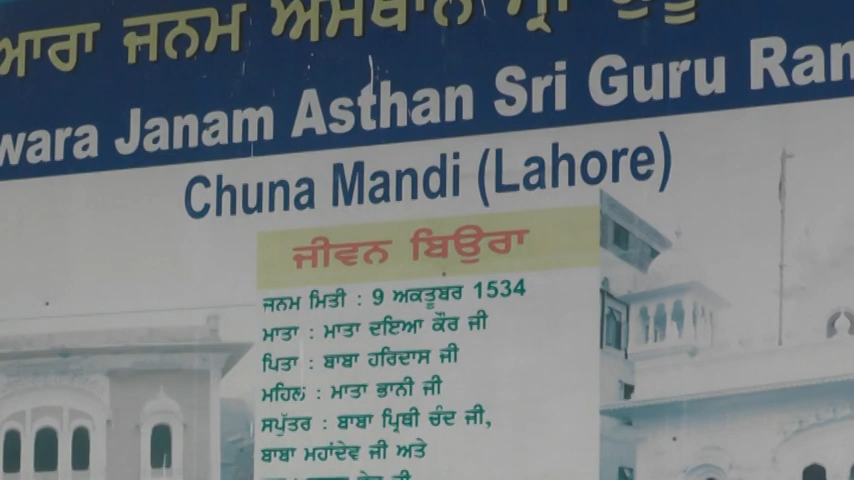 ਆਰਾ ਜਨਮ ਅਸਥਾਨ ਸ੍ਰੀ
wara Janam Asthan Sri Guru Ram
Chuna Mandi (Lahore)
ਜੀਵਨ ਬਿਉਰਾ
ਜਨਮ ਮਿਤੀ : 9 ਅਕਤੂਬਰ 1534
ਮਾਤਾ : ਮਾਤਾ ਦਇਆ ਕੌਰ ਜੀ
ਪਿਤਾ : ਬਾਬਾ ਹਰਿਦਾਸ ਜੀ
ਮਹਿਲ : ਮਾਤਾ ਭਾਨੀ ਜੀ
ਸਪੁੱਤਰ : ਬਾਬਾ ਪ੍ਰਿਥੀ ਚੰਦ ਜੀ,
ਬਾਬਾ ਮਹਾਂਦੇਵ ਜੀ ਅਤੇ